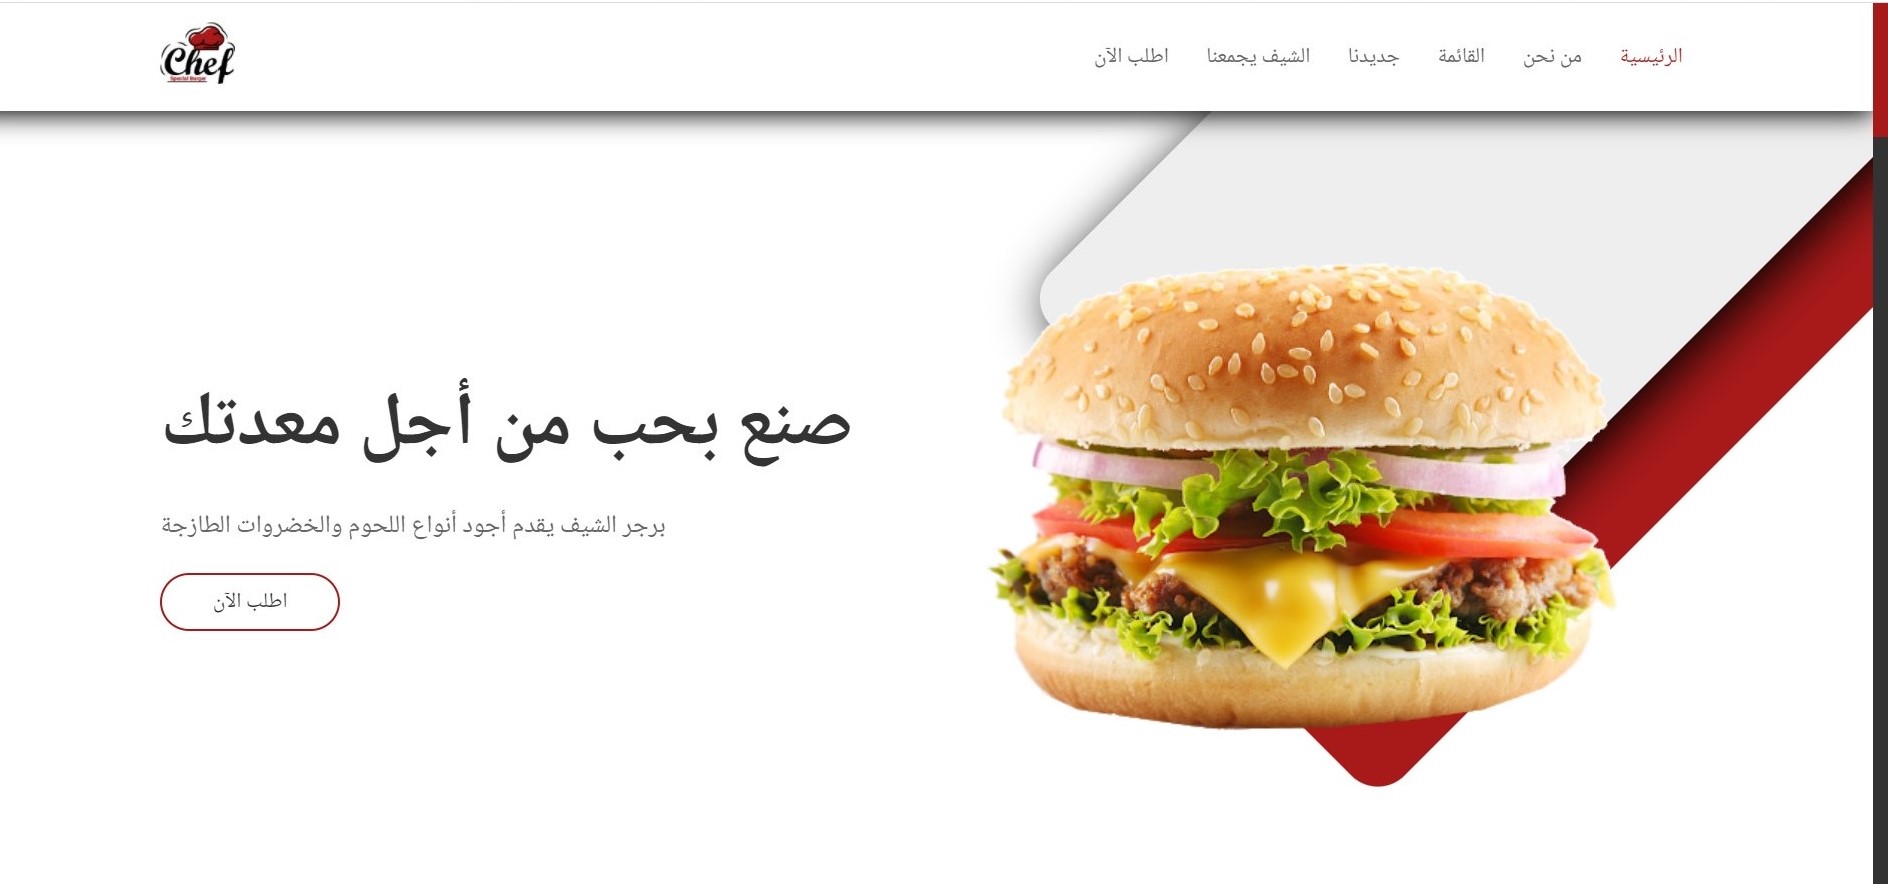 الرئيسية من نحن القائمة جديدنا الشيف يجمعنا اطلب الآن
Chef
Special Burger
صنع بحب من أجل معدتك
برجر الشيف يقدم أجود أنواع اللحوم والخضروات الطازجة
اطلب الآن